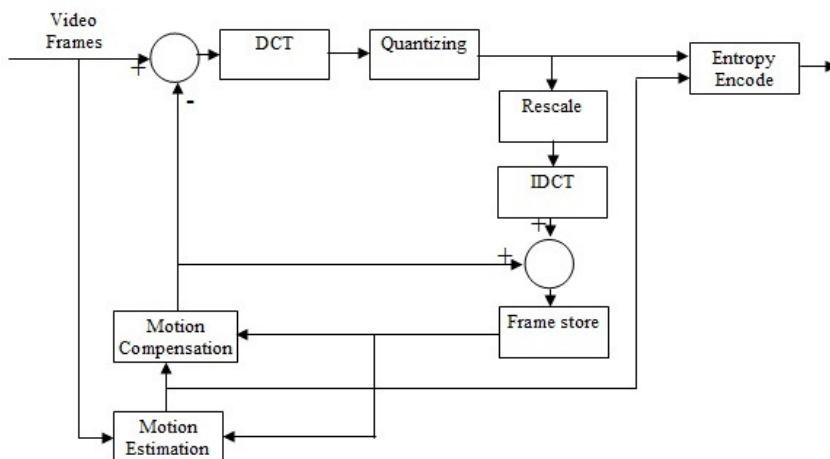 Video
Frames
+
-
DCT
Quantizing
Entropy
Encode
Rescale
IDCT
+
+
Frame store
Motion
Compensation
Motion
Estimation